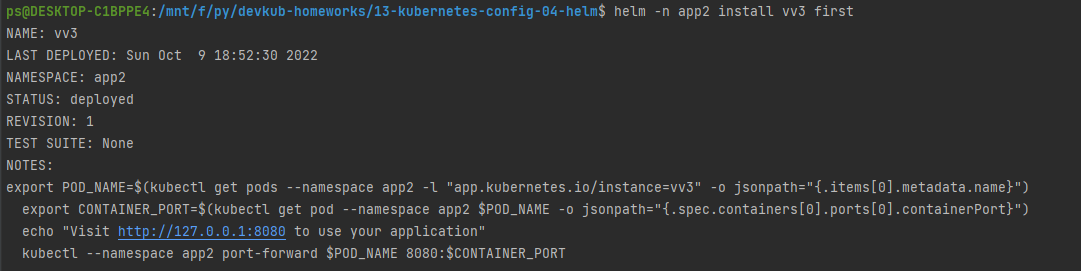 ps@DESKTOP-C1BPPE4:/mnt/f/py/devkub-homeworks/13-kubernetes-config-04-helm$ helm -n app2 install vv3 first
NAME: vv3
LAST DEPLOYED: Sun Oct  9 18:52:30 2022
NAMESPACE: app2
STATUS: deployed
REVISION: 1
TEST SUITE: None
NOTES:
export POD_NAME=$(kubectl get pods --namespace app2 -l "app.kubernetes.io/instance=vv3" -o jsonpath="{.items[0].metadata.name}")
  export CONTAINER_PORT=$(kubectl get pod --namespace app2 $POD_NAME -o jsonpath="{.spec.containers[0].ports[0].containerPort}")
  echo "Visit http://127.0.0.1:8080 to use your application"
  kubectl --namespace app2 port-forward $POD_NAME 8080:$CONTAINER_PORT